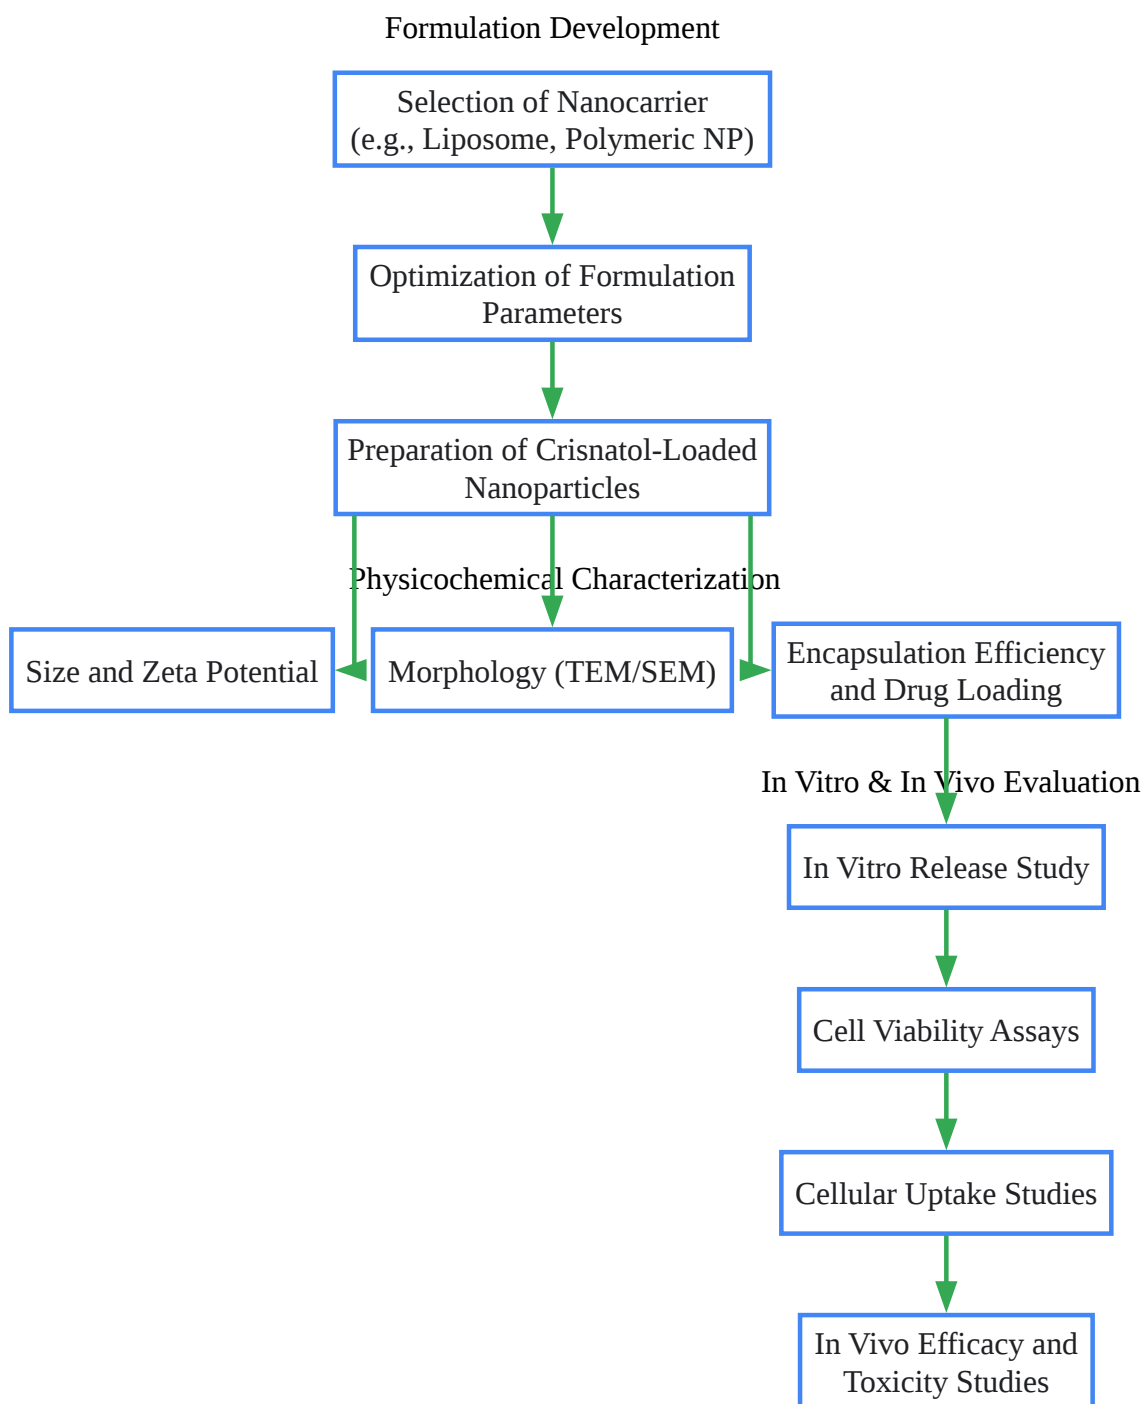 Formulation Development
Selection of Nanocarrier
(e.g., Liposome, Polymeric NP)
Optimization of Formulation
Parameters
Preparation of Crisnatol-Loaded
Nanoparticles
Physicochemical Characterization
Size and Zeta Potential
Morphology (TEM/SEM)
Encapsulation Efficiency
and Drug Loading
In Vitro & In Vivo Evaluation
In Vitro Release Study
Cell Viability Assays
Cellular Uptake Studies
In Vivo Efficacy and
Toxicity Studies